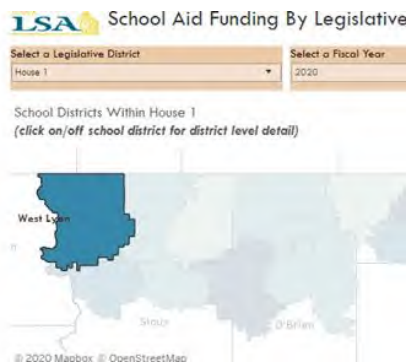 LSA School Aid Funding By Legislative
Select a Legislative District
Select a Fiscal Year
House 1
2020
School Districts Within House 1
(click on/off school district for district level detail)
West Lyon
Sioux
O'Brien
© 2020 Mapbox © OpenStreetMap